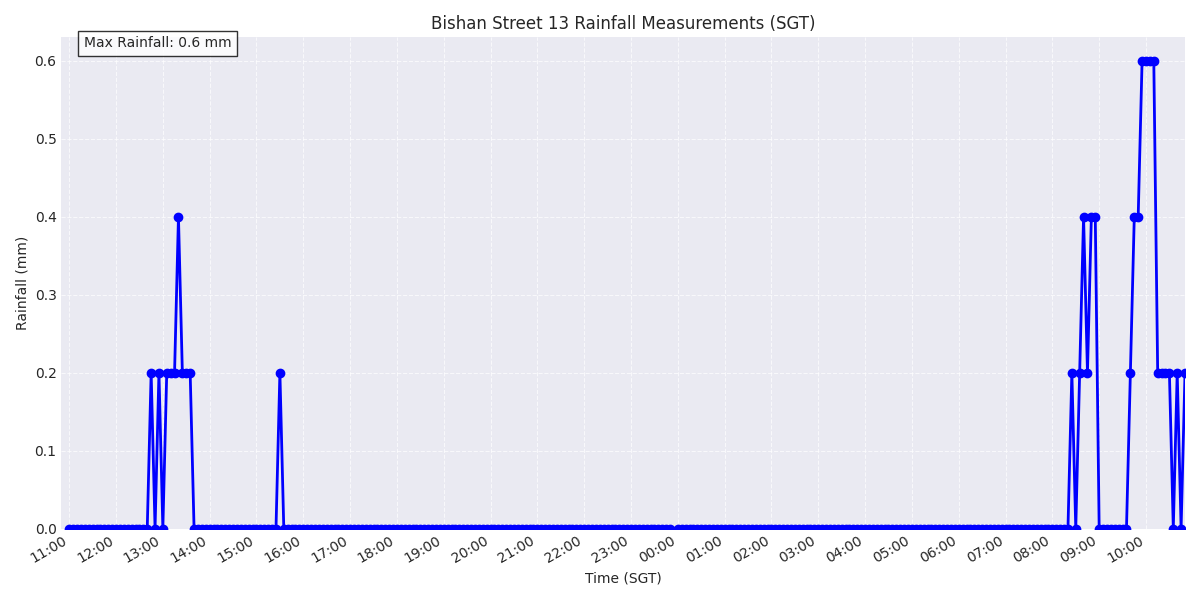 Bishan Street 13 Rainfall Measurements (SGT)
Max Rainfall: 0.6 mm
0.6
0.5
0.4
0.3
0.2
0.1
0.0
Rainfall (mm)
11:00 12:00 13:00 14:00 15:00 16:00 17:00 18:00 19:00 20:00 21:00 22:00 23:00 00:00 01:00 02:00 03:00 04:00 05:00 06:00 07:00 08:00 09:00 10:00
Time (SGT)